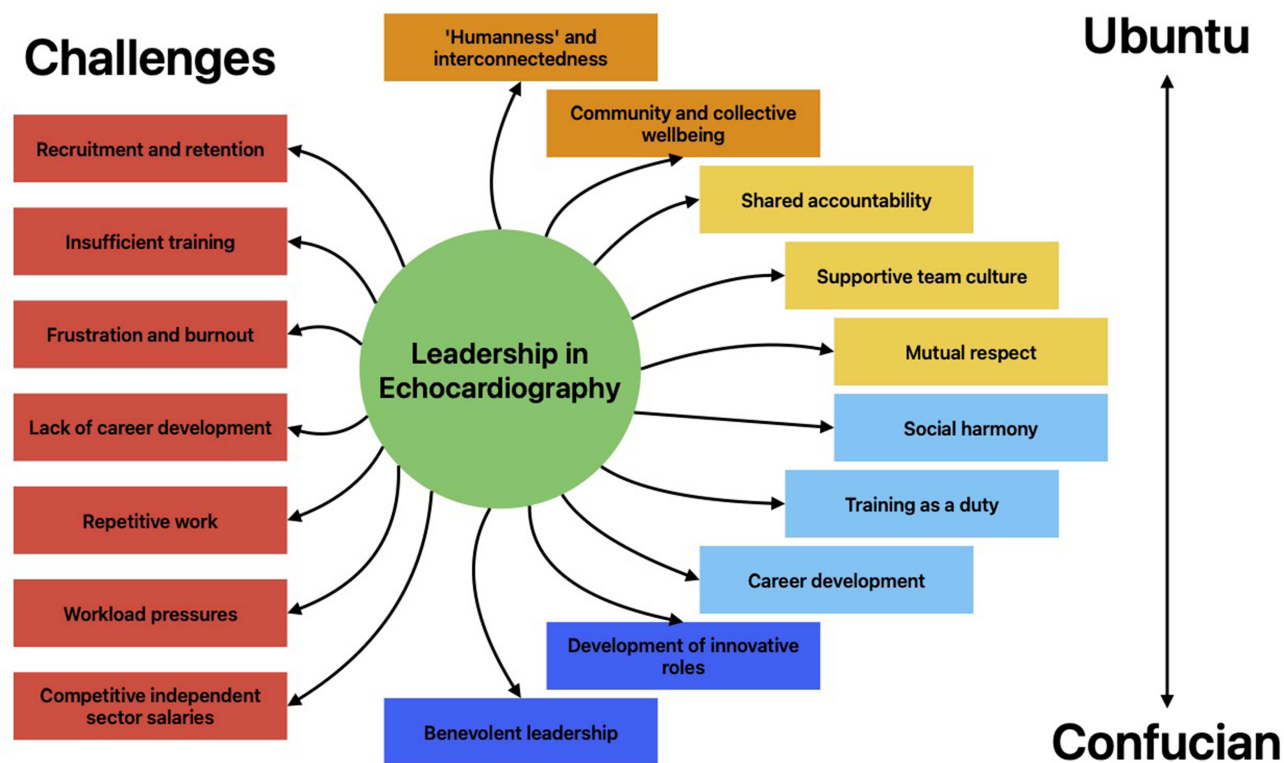 Challenges
Recruitment and retention
Insufficient training
Frustration and burnout
Lack of career development
Repetitive work
Workload pressures
Competitive independent
sector salaries
Leadership in
Echocardiography
'Humanness' and
interconnectedness
Community and collective
wellbeing
Shared accountability
Supportive team culture
Mutual respect
Social harmony
Training as a duty
Career development
Development of innovative
roles
Benevolent leadership
Ubuntu
Confucian